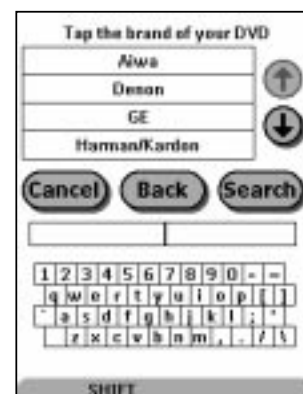 Tap the brand of your DVD
Aiwa
Denon
GE
Harman/Kardon
Cancel Back Search
1 2 3 4 5 6 7 8 9 0 - =
q w e r t y u i o p [ ]
` a s d f g h j k l ; '
z x c v b n m , . / \
SHIFT